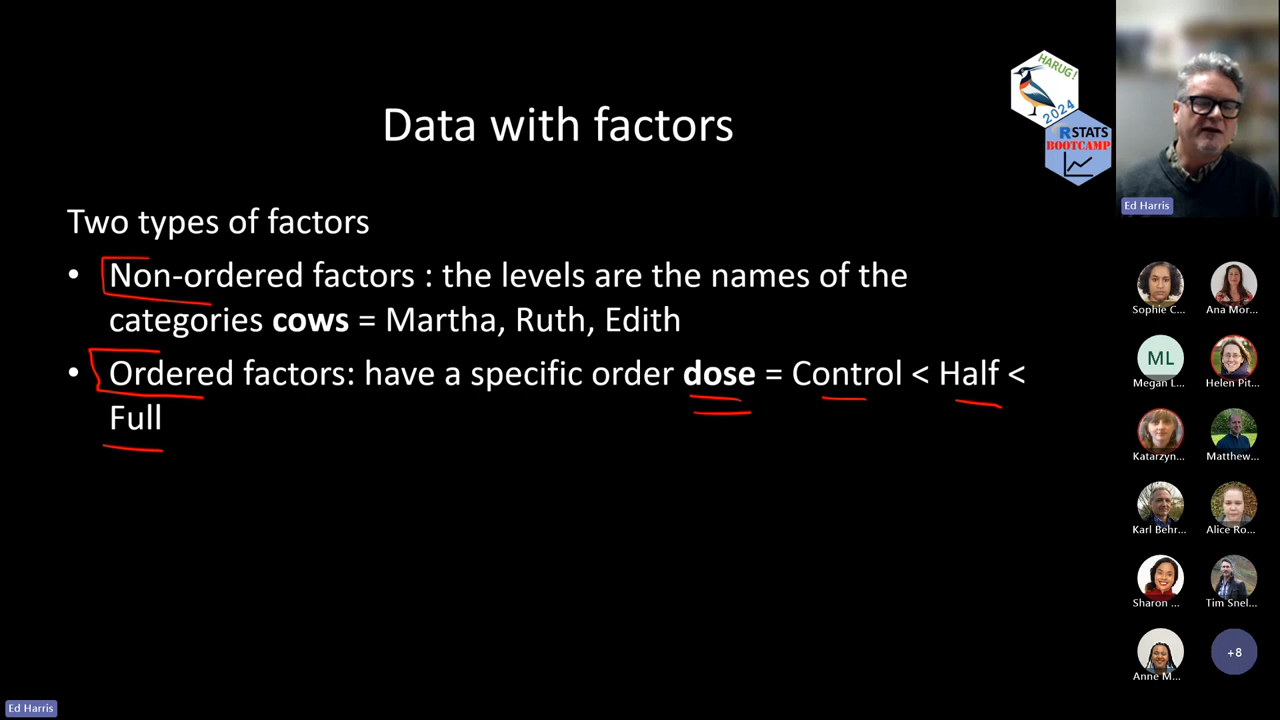 Data with factors
HARUG!
2024
RSTATS
BOOTCAMP
Ed Harris
Two types of factors
• Non-ordered factors : the levels are the names of the
categories cows = Martha, Ruth, Edith
• Ordered factors: have a specific order dose = Control < Half <
Full
Sophie C...
Ana Mor...
ML
Megan L...
Helen Pit...
Katarzyn...
Matthew...
Karl Behr...
Alice Ro...
Sharon ...
Tim Snel...
Anne M...
+8
Ed Harris